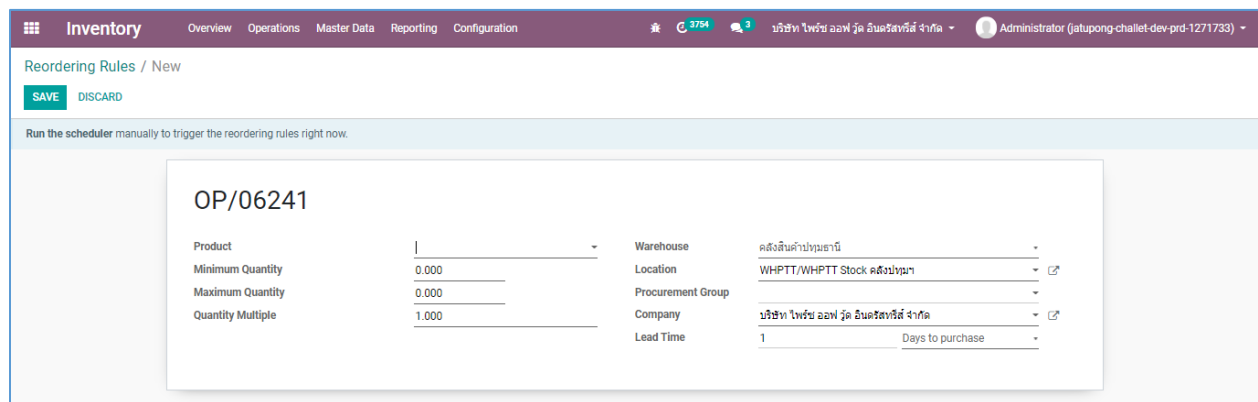 Inventory Overview Operations Master Data Reporting Configuration 3754 3 บริษัท ไพร์ซ ออฟ วู้ด อินดรัสทรีส์ จำกัด Administrator (jatupong-challet-dev-prd-1271733)
Reordering Rules / New
SAVE DISCARD
Run the scheduler manually to trigger the reordering rules right now.
OP/06241
Product Warehouse คลังสินค้าปทุมธานี
Minimum Quantity 0.000 Location WHPTT/WHPTT Stock คลังปทุมฯ
Maximum Quantity 0.000 Procurement Group
Quantity Multiple 1.000 Company บริษัท ไพร์ซ ออฟ วู้ด อินดรัสทรีส์ จำกัด
Lead Time 1 Days to purchase